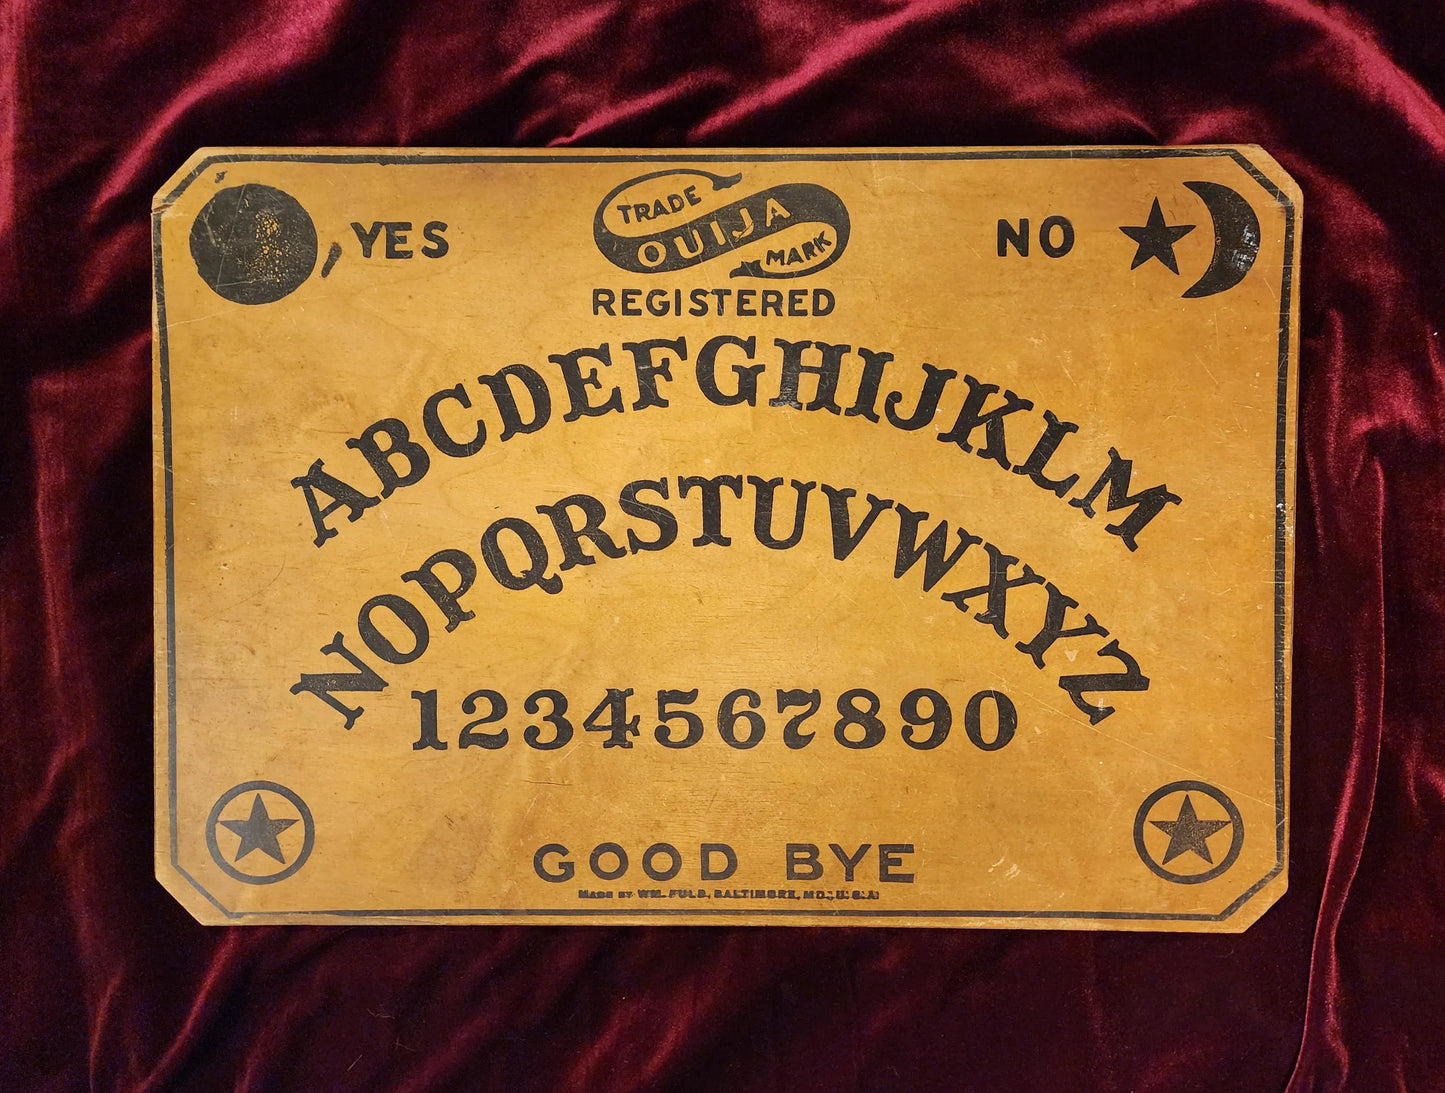 YES
TRADE
OUIJA
MARK
REGISTERED
NO
ABCDEFGHIJKLM
NOPQRSTUVWXYZ
1234567890
GOOD BYE
MADE BY WM. FULD, BALTIMORE, MD., U.S.A.